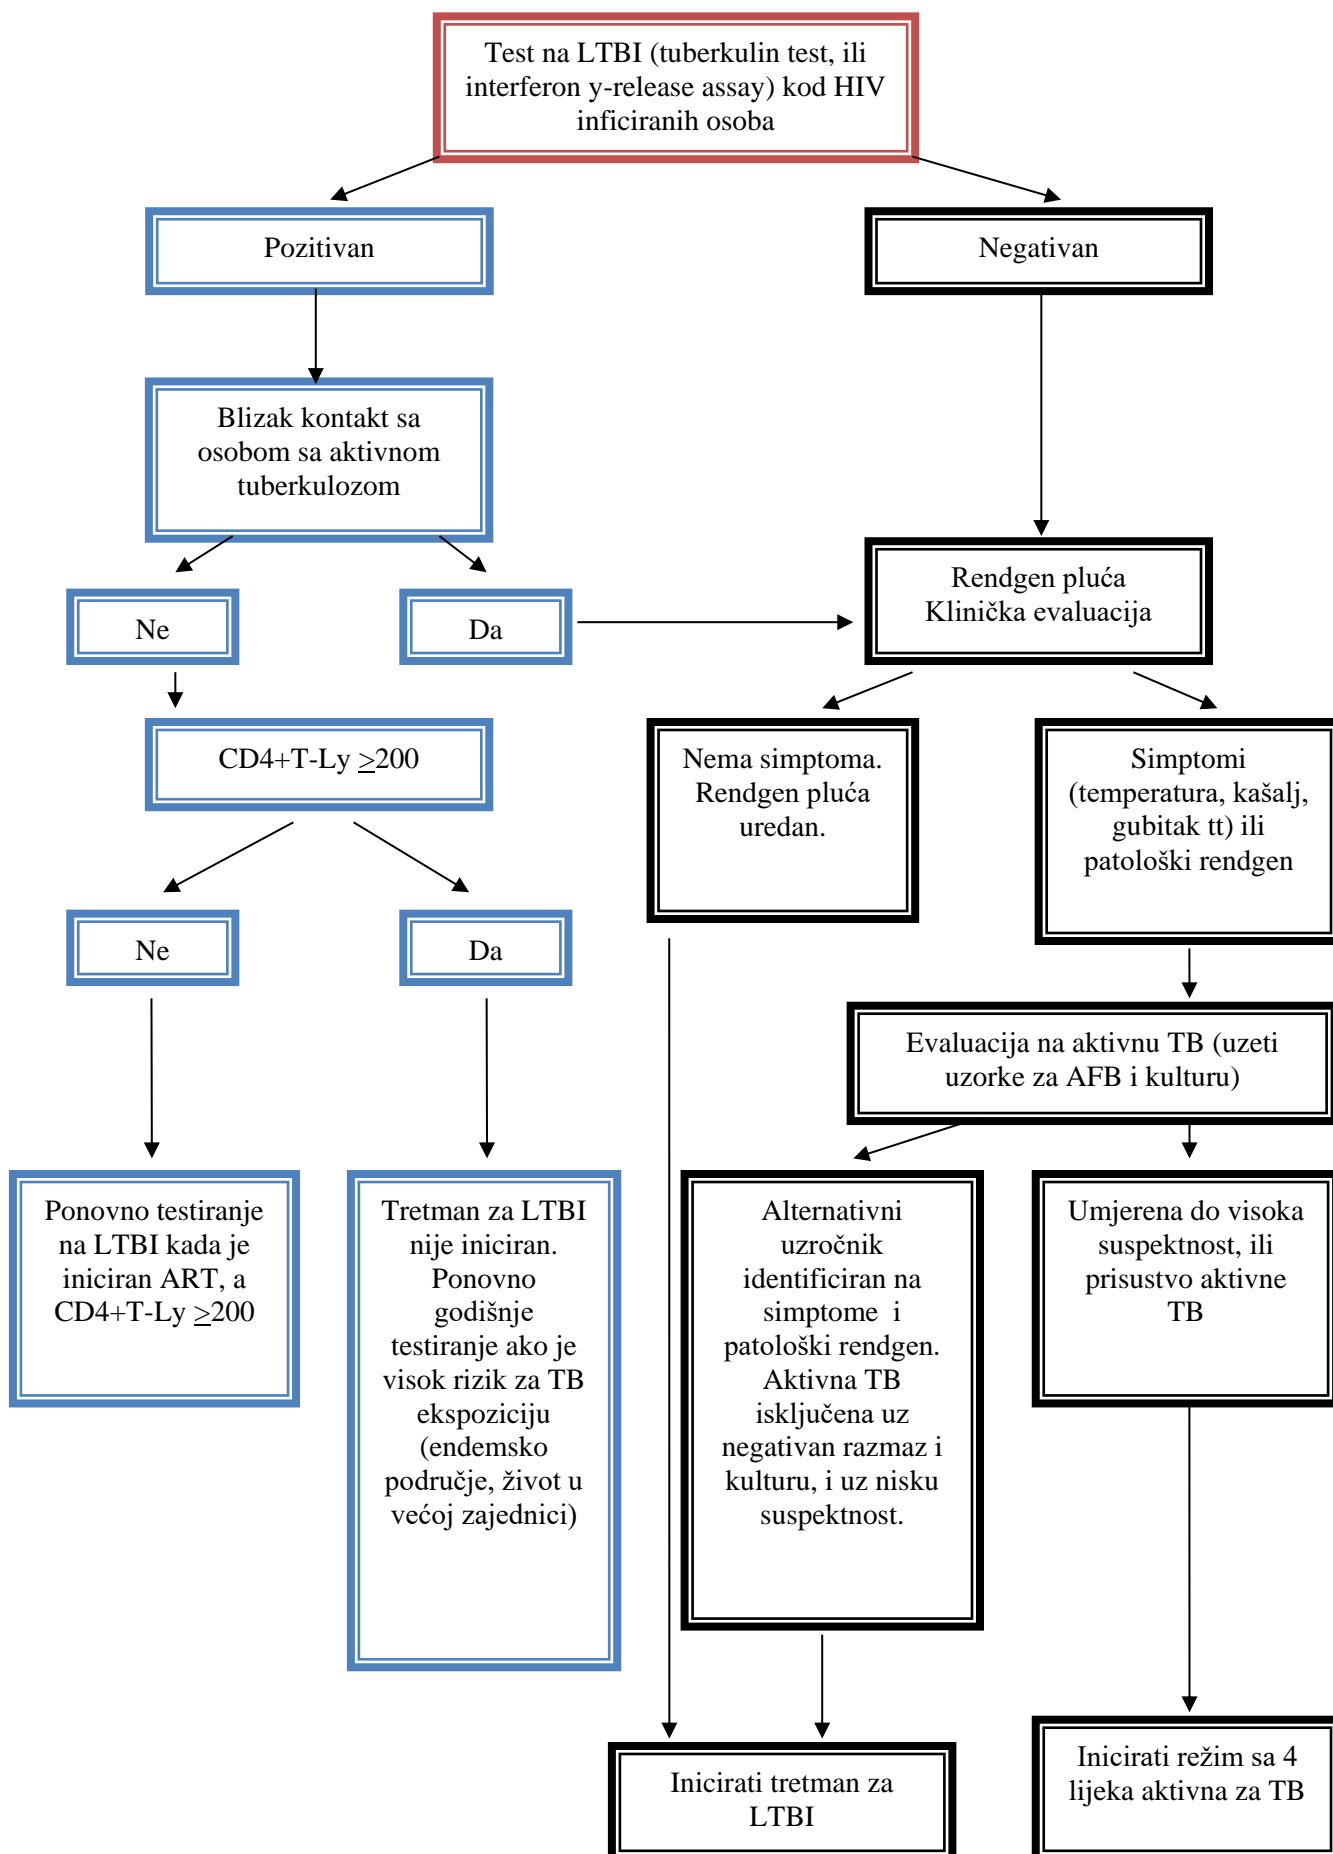 Test na LTBI (tuberkulin test, ili
interferon y-release assay) kod HIV
inficiranih osoba
Pozitivan
Negativan
Blizak kontakt sa
osobom sa aktivnom
tuberkulozom
Rendgen pluća
Klinička evaluacija
Ne
Da
CD4+T-Ly ≥200
Nema simptoma.
Rendgen pluća
uredan.
Simptomi
(temperatura, kašalj,
gubitak tt) ili
patološki rendgen
Ne
Da
Evaluacija na aktivnu TB (uzeti
uzorke za AFB i kulturu)
Ponovno testiranje
na LTBI kada je
iniciran ART, a
CD4+T-Ly ≥200
Tretman za LTBI
nije iniciran.
Ponovno
godišnje
testiranje ako je
visok rizik za TB
ekspoziciju
(endemsko
područje, život u
većoj zajednici)
Alternativni
uzročnik
identificiran na
simptome i
patološki rendgen.
Aktivna TB
isključena uz
negativan razmaz i
kulturu, i uz nisku
suspektnost.
Umjerena do visoka
suspektnost, ili
prisustvo aktivne
TB
Inicirati tretman za
LTBI
Inicirati režim sa 4
lijeka aktivna za TB